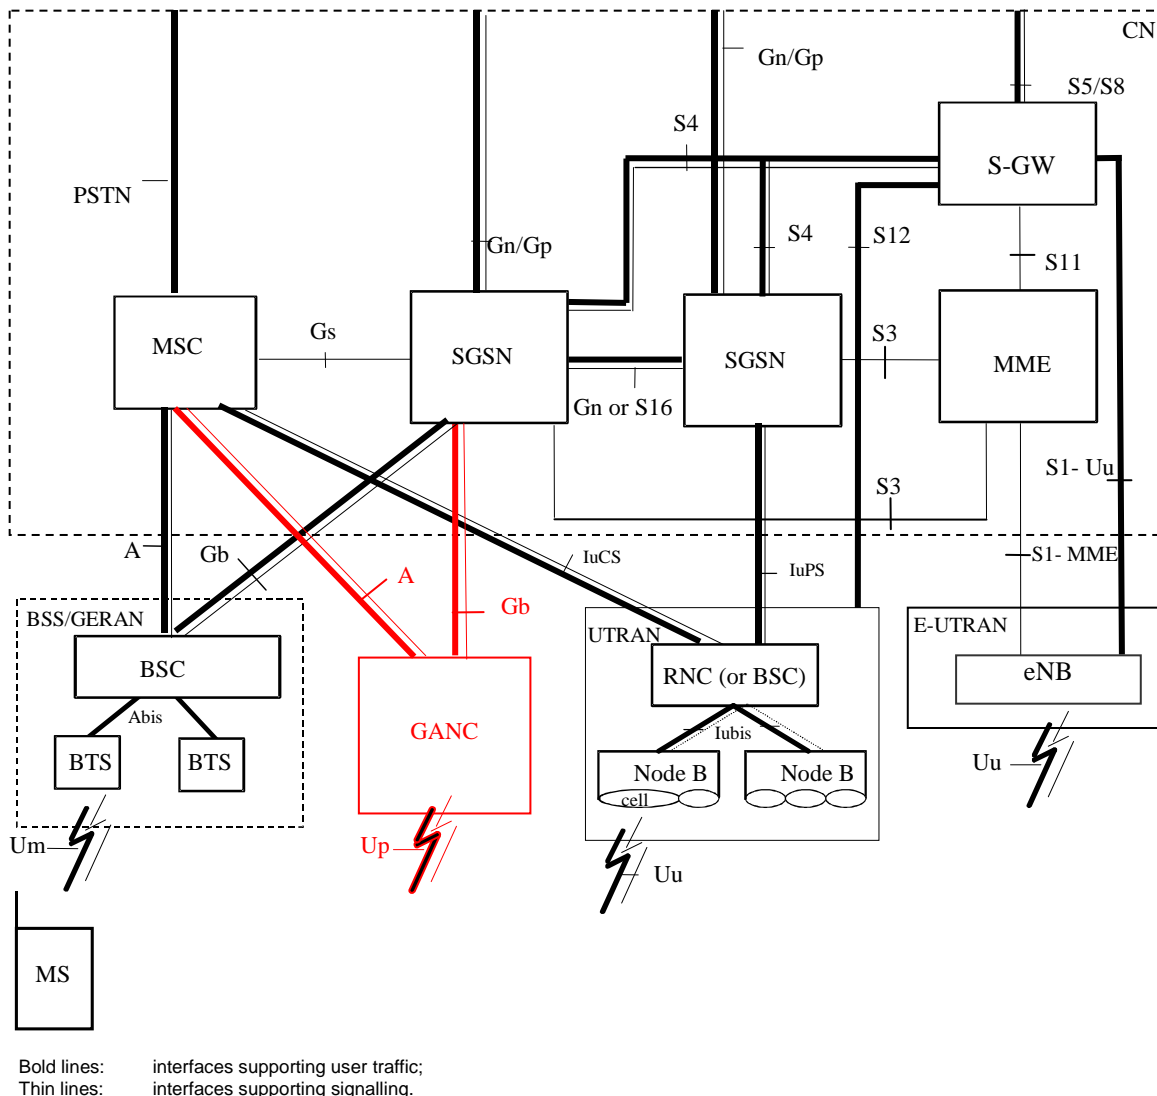 CN
Gn/Gp
S5/S8
S4
S-GW
PSTN
Gn/Gp
S4
S12
S11
MSC
Gs
SGSN
SGSN
S3
MME
Gn or S16
S1- Uu
S3
A
Gb
IuCS
IuPS
S1- MME
A
Gb
BSS/GERAN
UTRAN
E-UTRAN
BSC
RNC (or BSC)
eNB
Abis
GANC
Iubis
BTS
BTS
Node B
Node B
cell
Uu
Um
Up
Uu
MS
Bold lines: interfaces supporting user traffic;
Thin lines: interfaces supporting signalling.